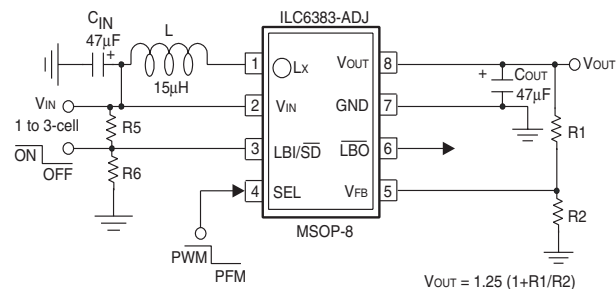 ILC6383-ADJ
CIN
47µF
+
L
15µH
1
LX
VOUT
8
VOUT
+
COUT
47µF
VIN
1 to 3-cell
2
VIN
GND
7
R5
R1
ON
OFF
3
LBI/SD
LBO
6
R6
4
SEL
VFB
5
R2
PWM
PFM
MSOP-8
VOUT = 1.25 (1+R1/R2)